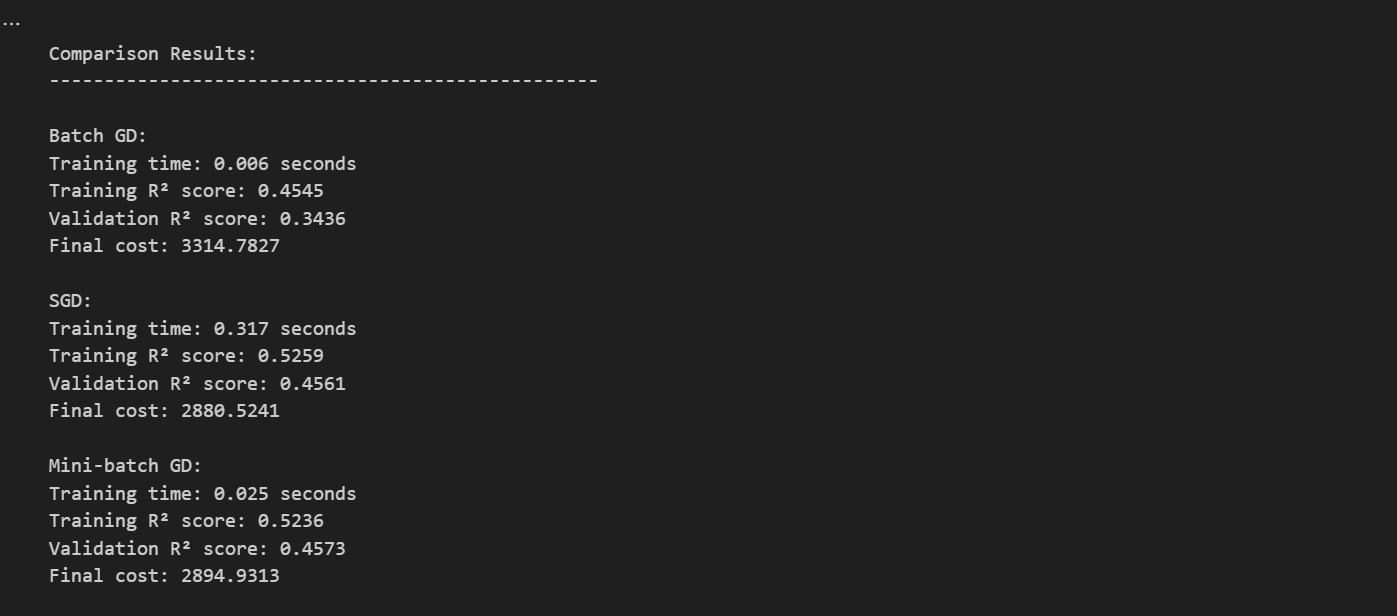 ...
Comparison Results:
--------------------------------------------------
Batch GD:
Training time: 0.006 seconds
Training R² score: 0.4545
Validation R² score: 0.3436
Final cost: 3314.7827
SGD:
Training time: 0.317 seconds
Training R² score: 0.5259
Validation R² score: 0.4561
Final cost: 2880.5241
Mini-batch GD:
Training time: 0.025 seconds
Training R² score: 0.5236
Validation R² score: 0.4573
Final cost: 2894.9313